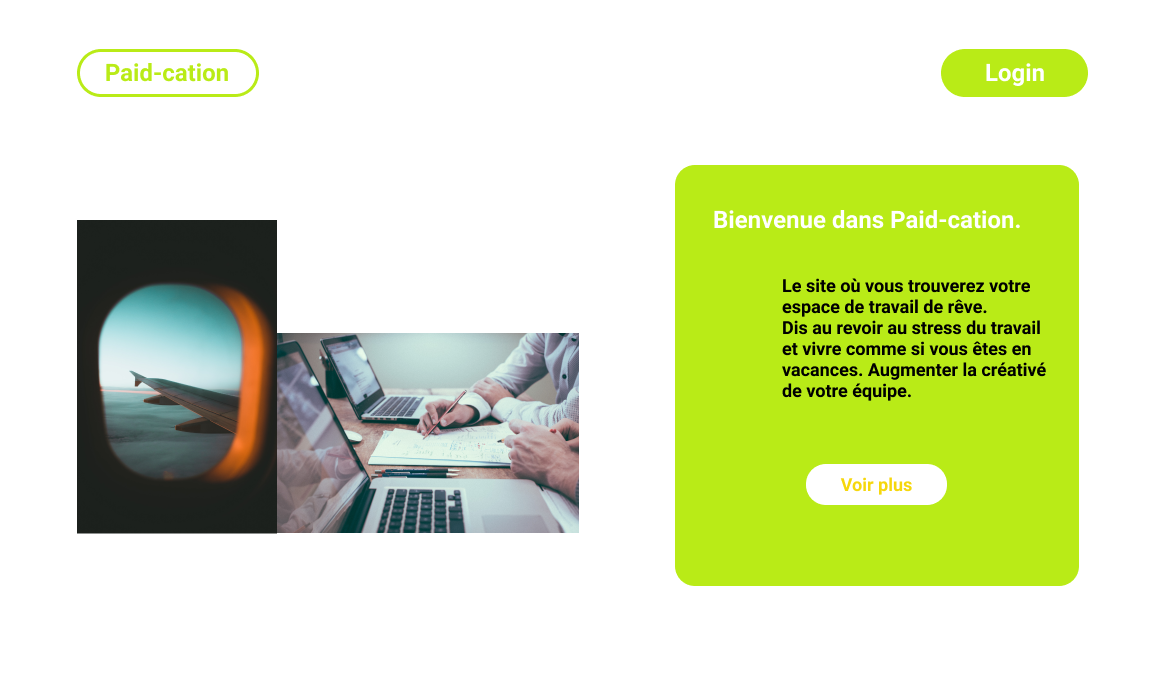 Paid-cation
Login
Bienvenue dans Paid-cation.
Le site où vous trouverez votre
espace de travail de rêve.
Dis au revoir au stress du travail
et vivre comme si vous êtes en
vacances. Augmenter la créativé
de votre équipe.
Voir plus